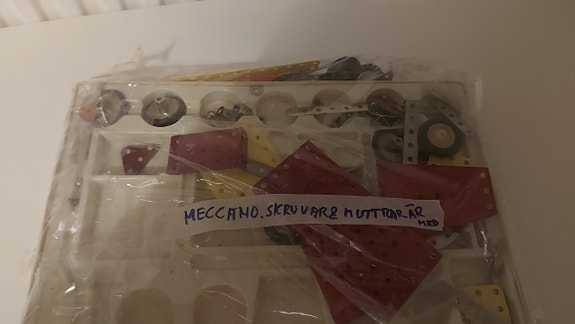 MECCANO. SKRUVAR & MUTTRAR ÄR
MED